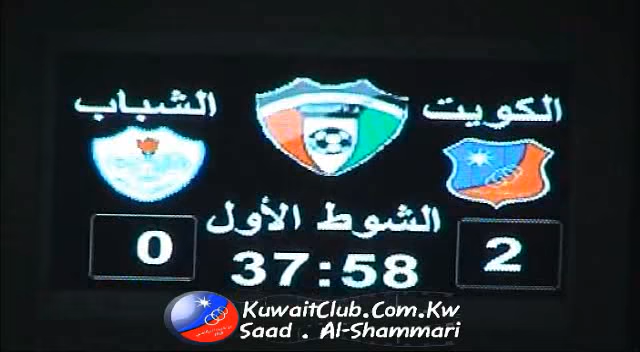 الكويت
الشباب
الشوط الأول
2
0
37:58
KuwaitClub.Com.Kw
Saad . Al-Shammari